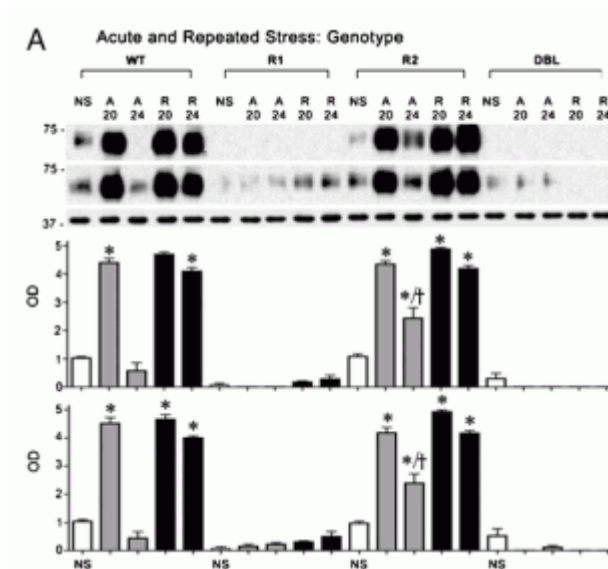 A Acute and Repeated Stress: Genotype
WT R1 R2 DBL
NS A A R R NS A A R R NS A A R R NS A A R R
20 24 20 24 20 24 20 24 20 24 20 24 20 24 20 24
75 -
75 -
37 -
5
4
3
2
1
0
OD
* * * * */† * *
5
4
3
2
1
0
OD
* * * * */† * *
NS NS NS NS